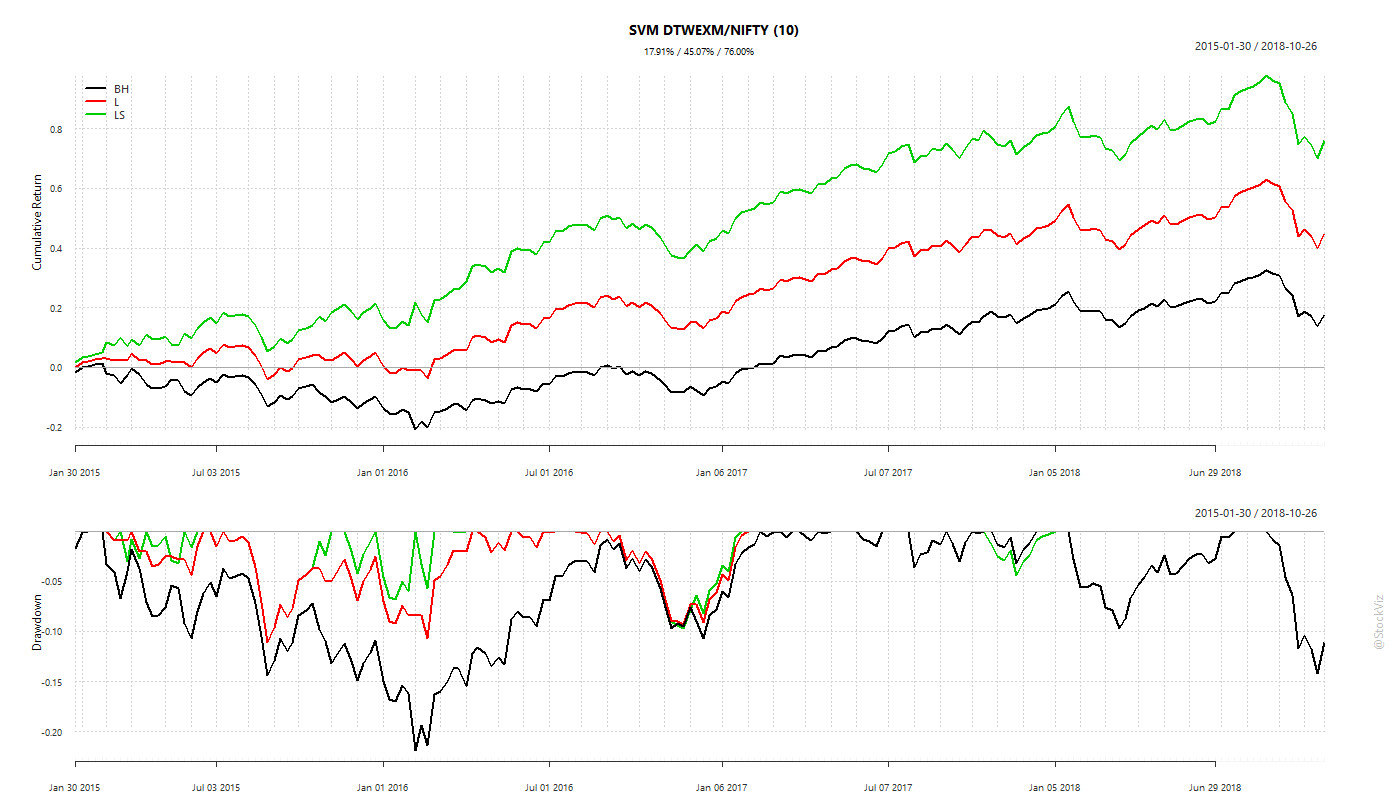 SVM DTWEXM/NIFTY (10)
17.91% / 45.07% / 76.00%
2015-01-30 / 2018-10-26
BH
L
LS
Cumulative Return
0.8
0.6
0.4
0.2
0.0
-0.2
Jan 30 2015 Jul 03 2015 Jan 01 2016 Jul 01 2016 Jan 06 2017 Jul 07 2017 Jan 05 2018 Jun 29 2018
2015-01-30 / 2018-10-26
Drawdown
-0.05
-0.10
-0.15
-0.20
Jan 30 2015 Jul 03 2015 Jan 01 2016 Jul 01 2016 Jan 06 2017 Jul 07 2017 Jan 05 2018 Jun 29 2018
@StockViz